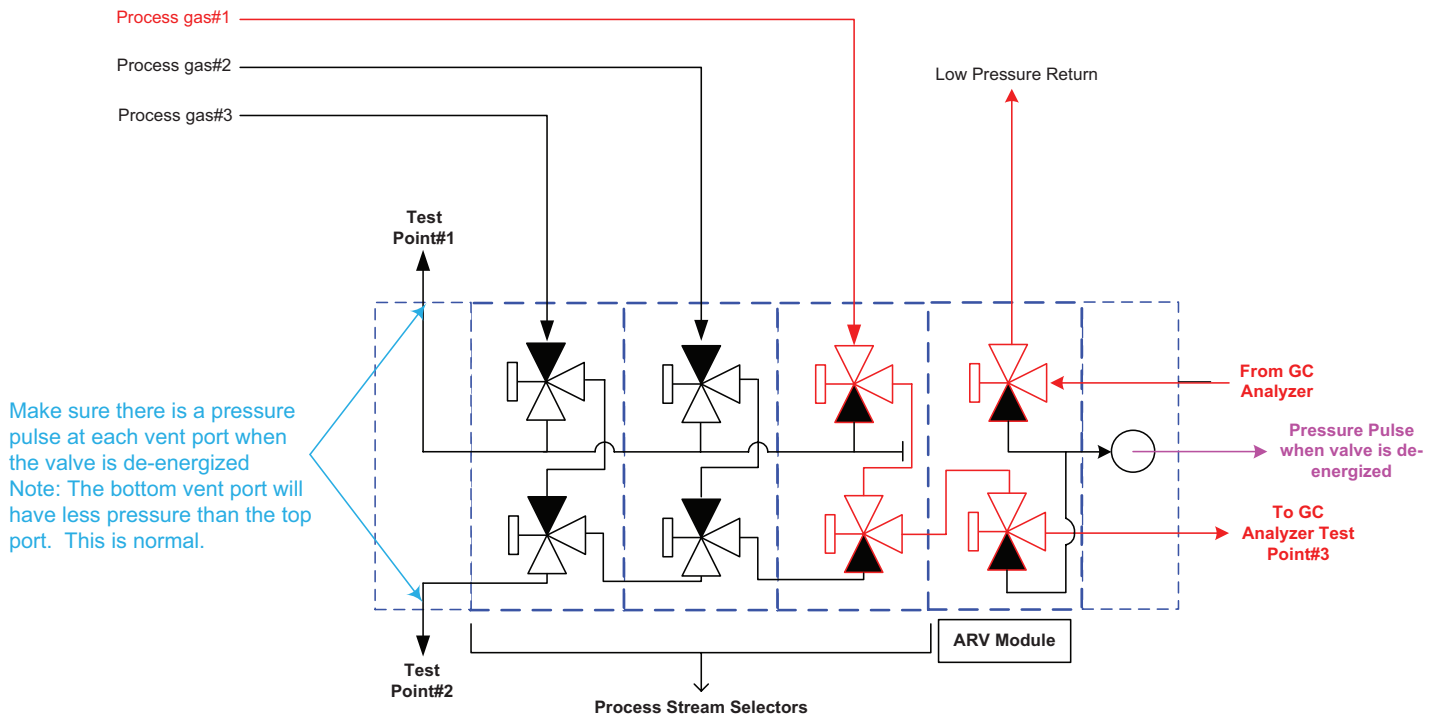 Process gas#1
Process gas#2
Process gas#3
Low Pressure Return
Test
Point#1
Make sure there is a pressure
pulse at each vent port when
the valve is de-energized
Note: The bottom vent port will
have less pressure than the top
port.  This is normal.
From GC
Analyzer
Pressure Pulse
when valve is de-
energized
To GC
Analyzer Test
Point#3
ARV Module
Test
Point#2
Process Stream Selectors